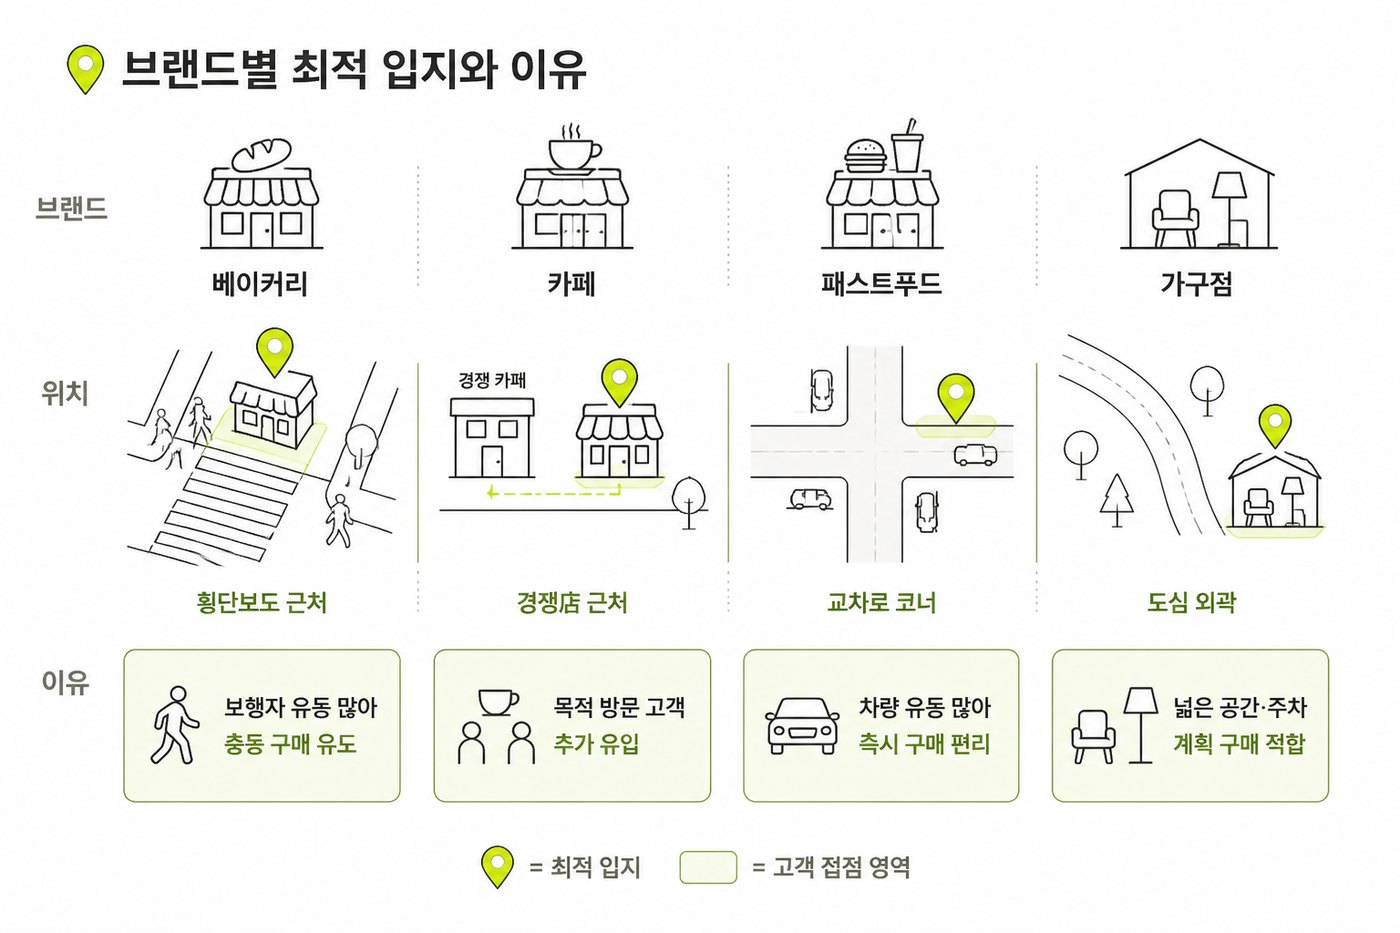 브랜드별 최적 입지와 이유
브랜드
베이커리
카페
패스트푸드
가구점
위치
경쟁 카페
횡단보도 근처
경쟁店 근처
교차로 코너
도심 외곽
이유
보행자 유동 많아
충동 구매 유도
목적 방문 고객
추가 유입
차량 유동 많아
즉시 구매 편리
넓은 공간·주차
계획 구매 적합
= 최적 입지
= 고객 접점 영역